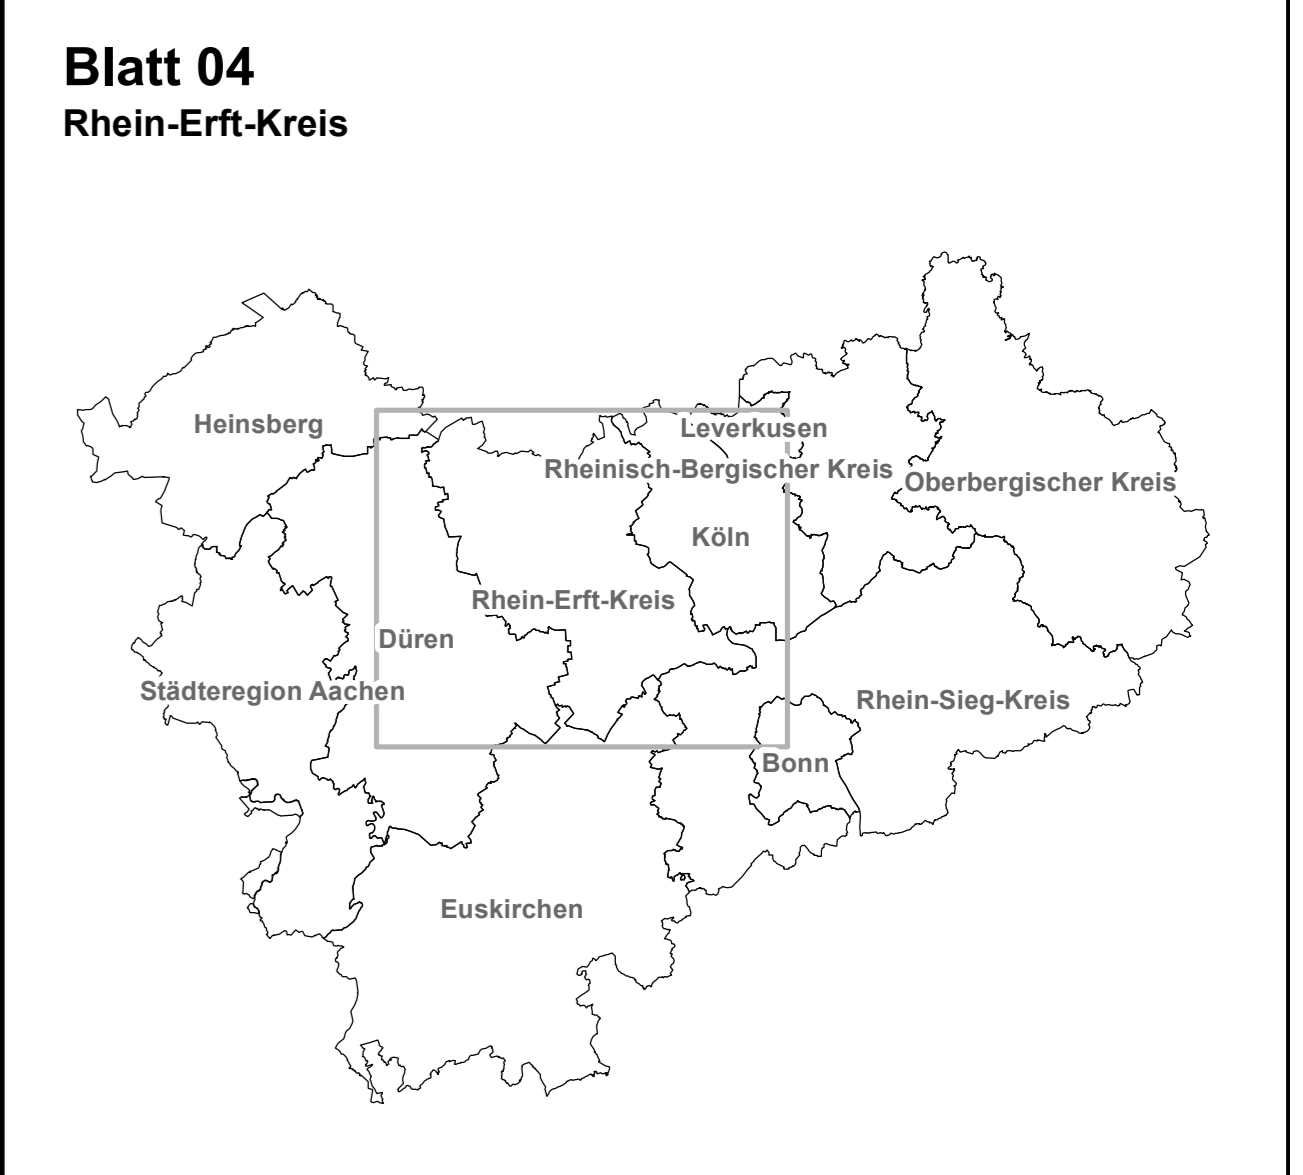 Blatt 04
Rhein-Erft-Kreis
Heinsberg
Leverkusen
Rheinisch-Bergischer Kreis
Oberbergischer Kreis
Köln
Rhein-Erft-Kreis
Düren
Städteregion Aachen
Rhein-Sieg-Kreis
Bonn
Euskirchen